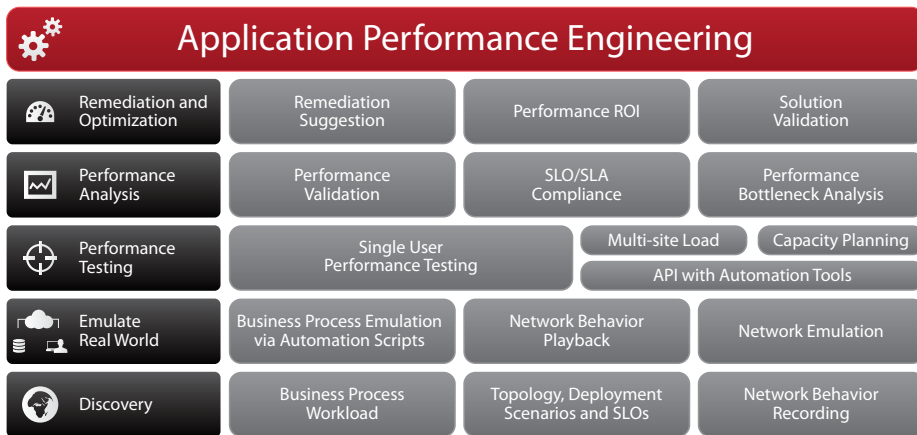 Application Performance Engineering
Remediation and
Optimization
Remediation
Suggestion
Performance ROI
Solution
Validation
Performance
Analysis
Performance
Validation
SLO/SLA
Compliance
Performance
Bottleneck Analysis
Performance
Testing
Single User
Performance Testing
Multi-site Load
Capacity Planning
API with Automation Tools
Emulate
Real World
Business Process Emulation
via Automation Scripts
Network Behavior
Playback
Network Emulation
Discovery
Business Process
Workload
Topology, Deployment
Scenarios and SLOs
Network Behavior
Recording